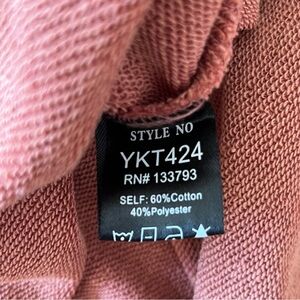 STYLE NO
YKT424
RN# 133793
SELF: 60%Cotton
40%Polyester